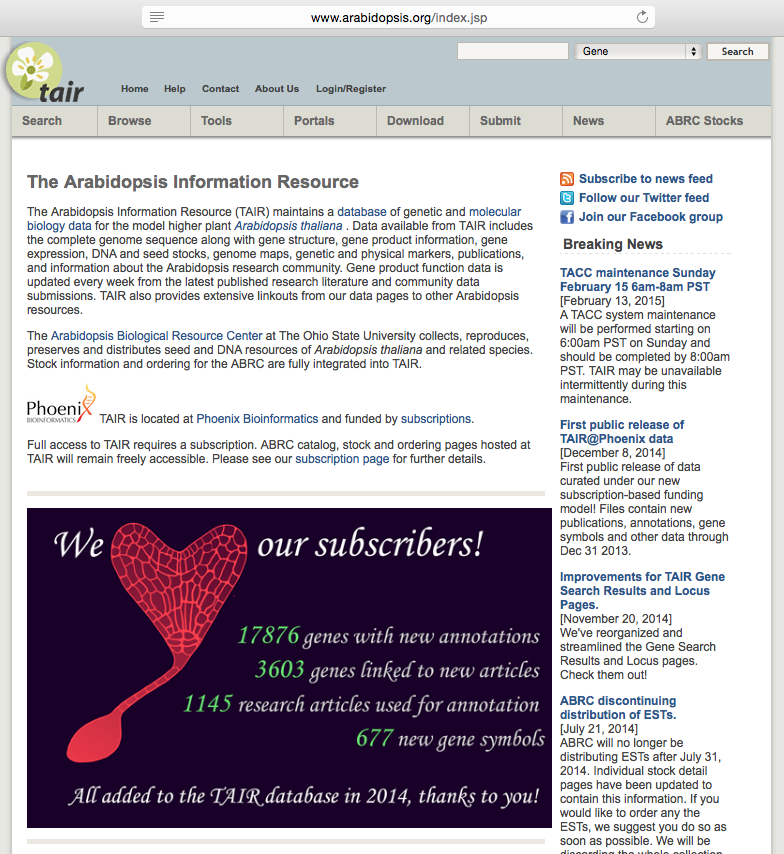 www.arabidopsis.org/index.jsp
Gene
Search
tair
Home Help Contact About Us Login/Register
Search Browse Tools Portals Download Submit News ABRC Stocks
The Arabidopsis Information Resource
The Arabidopsis Information Resource (TAIR) maintains a database of genetic and molecular
biology data for the model higher plant Arabidopsis thaliana . Data available from TAIR includes
the complete genome sequence along with gene structure, gene product information, gene
expression, DNA and seed stocks, genome maps, genetic and physical markers, publications,
and information about the Arabidopsis research community. Gene product function data is
updated every week from the latest published research literature and community data
submissions. TAIR also provides extensive linkouts from our data pages to other Arabidopsis
resources.
The Arabidopsis Biological Resource Center at The Ohio State University collects, reproduces,
preserves and distributes seed and DNA resources of Arabidopsis thaliana and related species.
Stock information and ordering for the ABRC are fully integrated into TAIR.
Phoenix
BIOINFORMATICS
TAIR is located at Phoenix Bioinformatics and funded by subscriptions.
Full access to TAIR requires a subscription. ABRC catalog, stock and ordering pages hosted at
TAIR will remain freely accessible. Please see our subscription page for further details.
We our subscribers!
17876 genes with new annotations
3603 genes linked to new articles
1145 research articles used for annotation
677 new gene symbols
All added to the TAIR database in 2014, thanks to you!
Subscribe to news feed
Follow our Twitter feed
Join our Facebook group
Breaking News
TACC maintenance Sunday
February 15 6am-8am PST
[February 13, 2015]
A TACC system maintenance
will be performed starting on
6:00am PST on Sunday and
should be completed by 8:00am
PST. TAIR may be unavailable
intermittently during this
maintenance.
First public release of
TAIR@Phoenix data
[December 8, 2014]
First public release of data
curated under our new
subscription-based funding
model! Files contain new
publications, annotations, gene
symbols and other data through
Dec 31 2013.
Improvements for TAIR Gene
Search Results and Locus
Pages.
[November 20, 2014]
We've reorganized and
streamlined the Gene Search
Results and Locus pages.
Check them out!
ABRC discontinuing
distribution of ESTs.
[July 21, 2014]
ABRC will no longer be
distributing ESTs after July 31,
2014. Individual stock detail
pages have been updated to
contain this information. If you
would like to order any the
ESTs, we suggest you do so as
soon as possible. We will be
discarding the whole collection